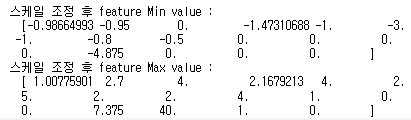 스케일 조정 후 feature Min value :
[-0.98664993 -0.95 0. -1.47310688 -1. -3.
-1. -0.8 -0.5 0. 0. 0.
0. -4.875 0. 0. 0. ]
스케일 조정 후 feature Max value :
[ 1.00775901 2.7 4. 2.1679213 4. 2.
5. 2. 2. 4. 1. 0.
0. 7.375 40. 1. 0. ]